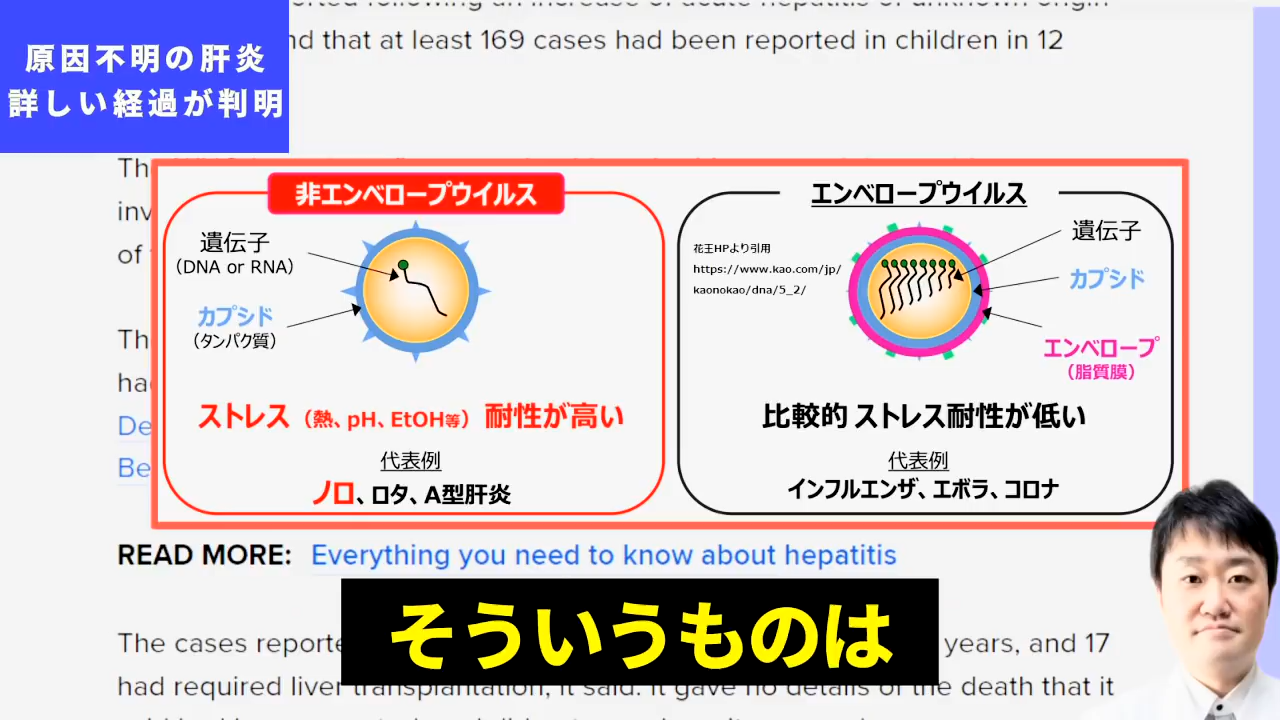 原因不明の肝炎
詳しい経過が判明
nd that at least 169 cases had been reported in children in 12
非エンベロープウイルス
遺伝子
（DNA or RNA）
カプシド
（タンパク質）
ストレス（熱、pH、EtOH等）耐性が高い
代表例
ノロ、ロタ、A型肝炎
エンベロープウイルス
花王HPより引用
https://www.kao.com/jp/
kaonokao/dna/5_2/
遺伝子
カプシド
エンベロープ
（脂質膜）
比較的 ストレス耐性が低い
代表例
インフルエンザ、エボラ、コロナ
Th
inv
of
Th
had
De
Be
READ MORE: Everything you need to know about hepatitis
そういうものは
The cases reporte years, and 17
had required liver transplantation, it said. It gave no details of the death that it